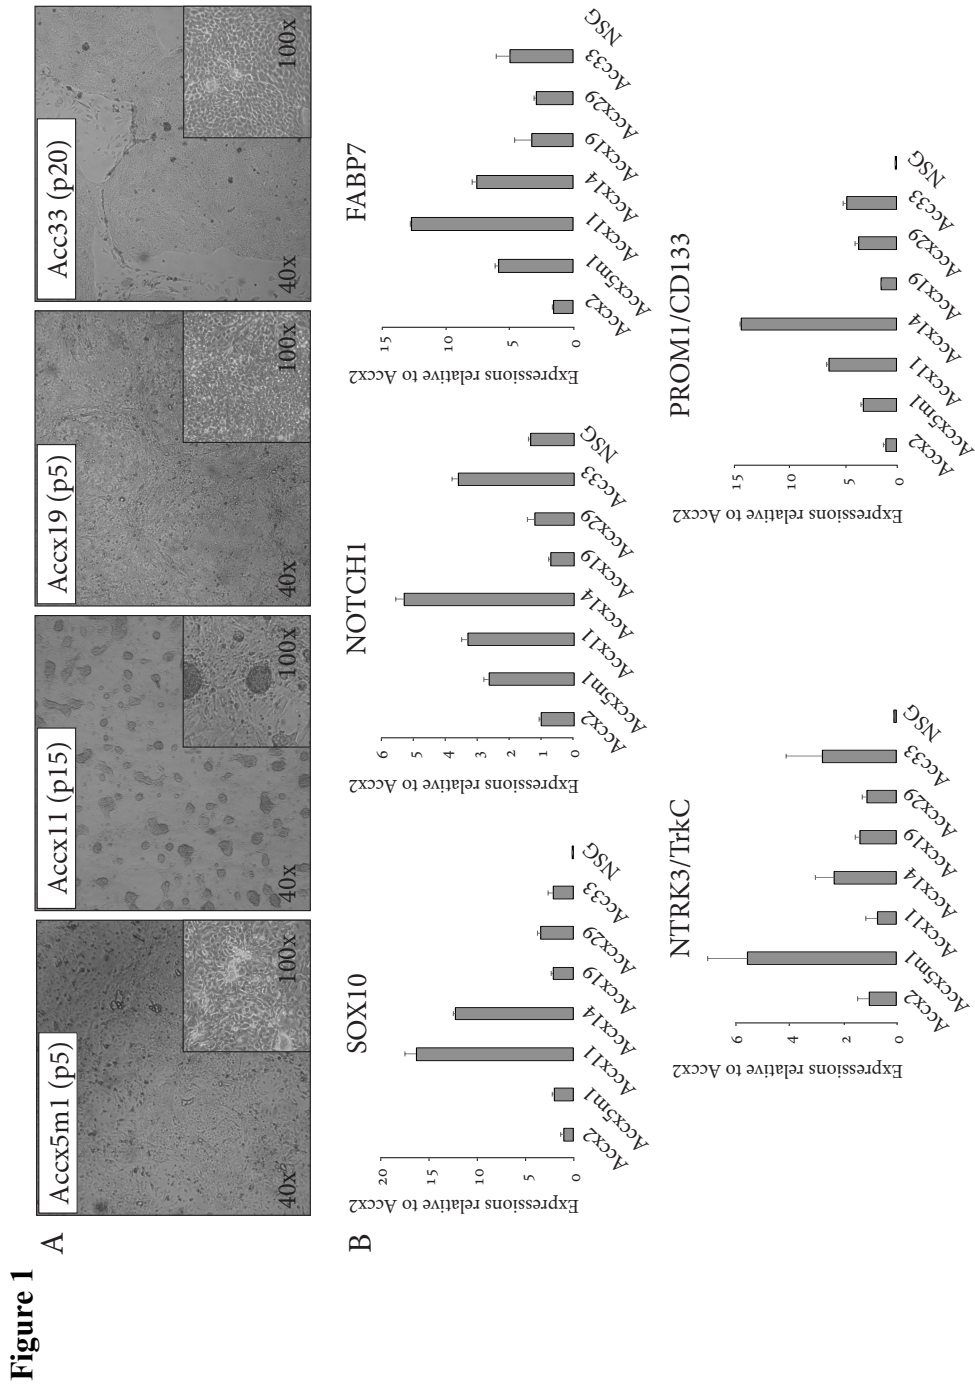 Figure 1
A
Accx5m1 (p5)
40x
100x
Accx11 (p15)
40x
100x
Accx19 (p5)
40x
100x
Acc33 (p20)
40x
100x
B
SOX10
Expressions relative to Accx2
20
15
10
5
0
Accx2
Accx5m1
Accx11
Accx14
Accx19
Accx29
Acc33
NSG
NOTCH1
Expressions relative to Accx2
6
5
4
3
2
1
0
Accx2
Accx5m1
Accx11
Accx14
Accx19
Accx29
Acc33
NSG
FABP7
Expressions relative to Accx2
15
10
5
0
Accx2
Accx5m1
Accx11
Accx14
Accx19
Accx29
Acc33
NSG
NTRK3/TrkC
Expressions relative to Accx2
6
4
2
0
Accx2
Accx5m1
Accx11
Accx14
Accx19
Accx29
Acc33
NSG
PROM1/CD133
Expressions relative to Accx2
15
10
5
0
Accx2
Accx5m1
Accx11
Accx14
Accx19
Accx29
Acc33
NSG